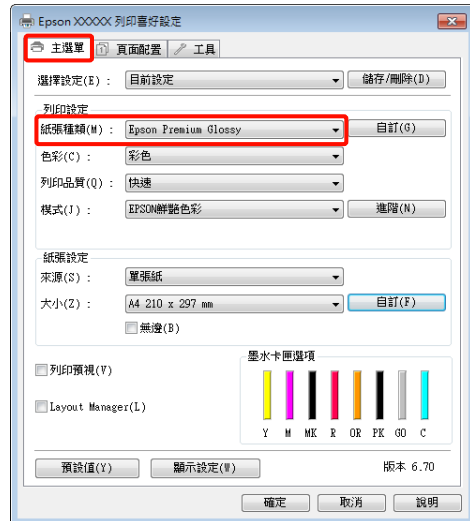 Epson XXXXX 列印喜好設定
主選單 頁面配置 工具
選擇設定(E) : 目前設定 儲存/刪除(D)
列印設定
紙張種類(M) : Epson Premium Glossy 自訂(G)
色彩(C) : 彩色
列印品質(Q) : 快速
模式(J) : EPSON鮮艷色彩 進階(N)
紙張設定
來源(S) : 單張紙
大小(Z) : A4 210 x 297 mm 自訂(F)
無邊(B)
墨水卡匣選項
列印預視(V)
Layout Manager(L)
Y M MK R OR PK GO C
預設值(Y) 顯示設定(W) 版本 6.70
確定 取消 說明